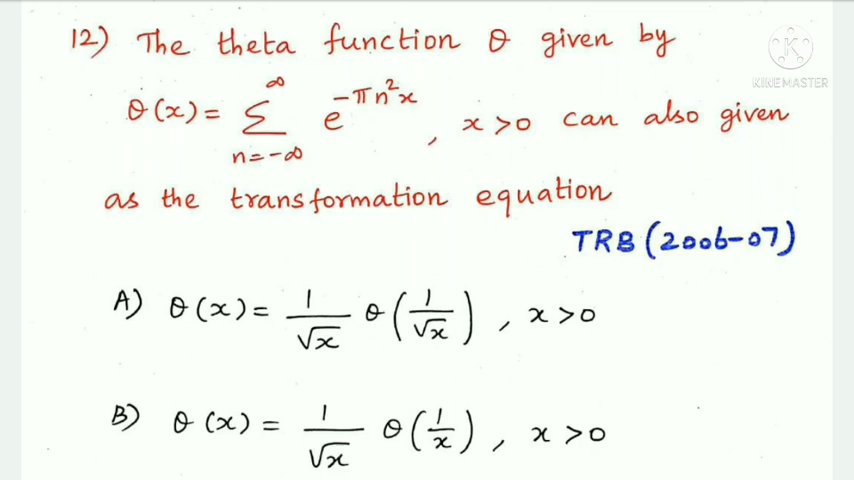 12) The theta function θ given by
KINEMASTER
θ(x) = ∑_{n=-∞}^{∞} e^{-πn²x}, x>0 can also given
as the transformation equation
TRB (2006-07)
A) θ(x) = 1/√x θ(1/√x), x>0
B) θ(x) = 1/√x θ(1/x), x>0